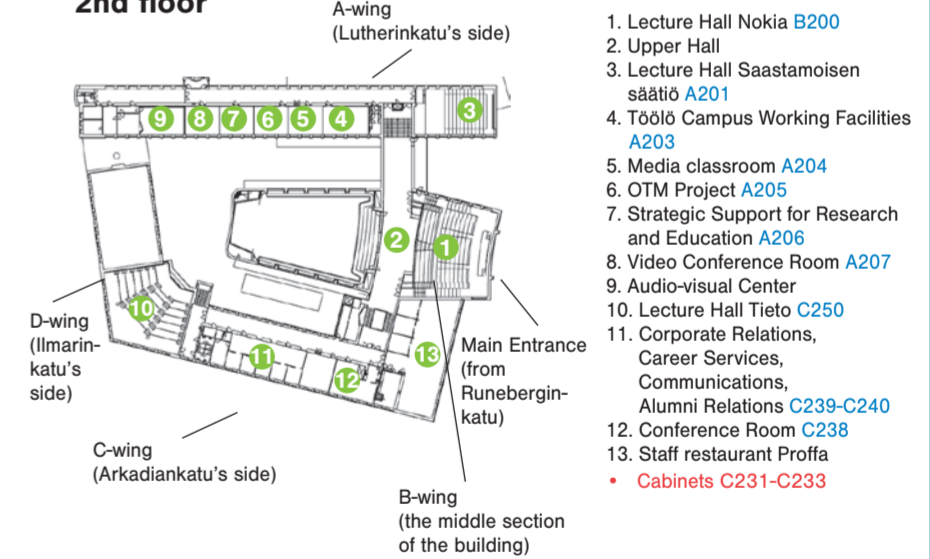 2nd floor
A-wing
(Lutherinkatu's side)
9
8
7
6
5
4
3
2
1
10
11
12
13
D-wing
(Ilmarin-
katu's
side)
Main Entrance
(from
Runebergin-
katu)
C-wing
(Arkadiankatu's side)
B-wing
(the middle section
of the building)
1. Lecture Hall Nokia B200
2. Upper Hall
3. Lecture Hall Saastamoisen
säätiö A201
4. Töölö Campus Working Facilities
A203
5. Media classroom A204
6. OTM Project A205
7. Strategic Support for Research
and Education A206
8. Video Conference Room A207
9. Audio-visual Center
10. Lecture Hall Tieto C250
11. Corporate Relations,
Career Services,
Communications,
Alumni Relations C239-C240
12. Conference Room C238
13. Staff restaurant Proffa
• Cabinets C231-C233